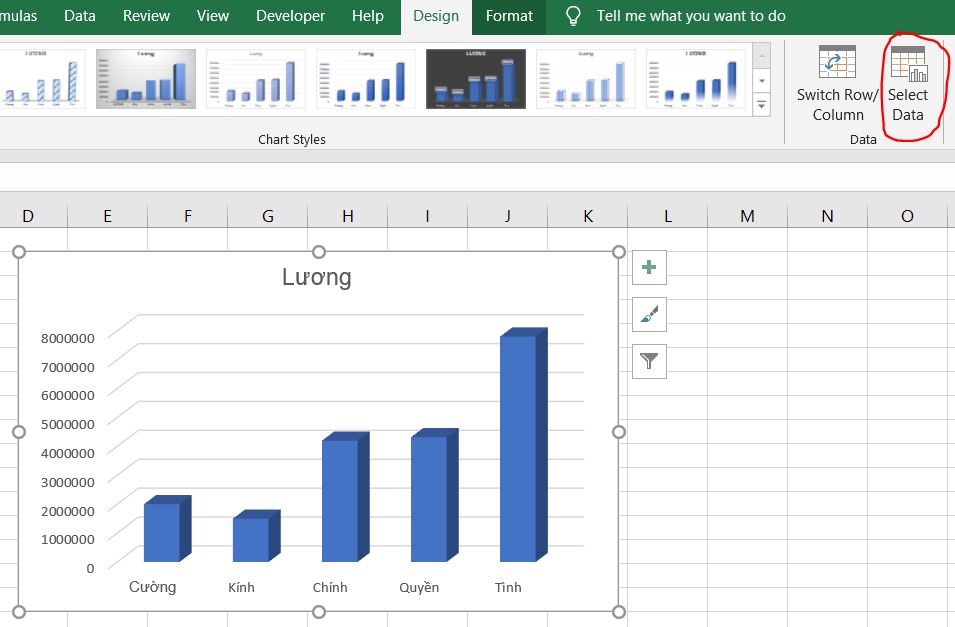 mulas Data Review View Developer Help Design Format Tell me what you want to do
Switch Row/ Select
Column Data
Chart Styles Data
D E F G H I J K L M N O
Lương
8000000
7000000
6000000
5000000
4000000
3000000
2000000
1000000
0
Cường Kính Chính Quyền Tình